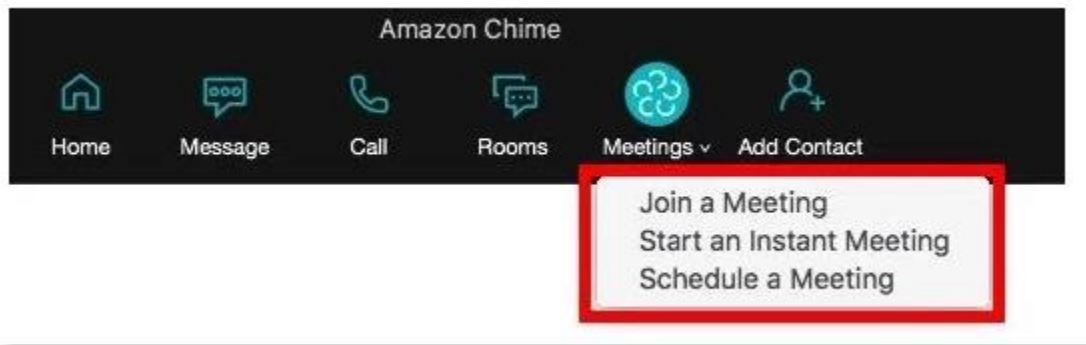 Amazon Chime
Home Message Call Rooms Meetings Add Contact
Join a Meeting
Start an Instant Meeting
Schedule a Meeting